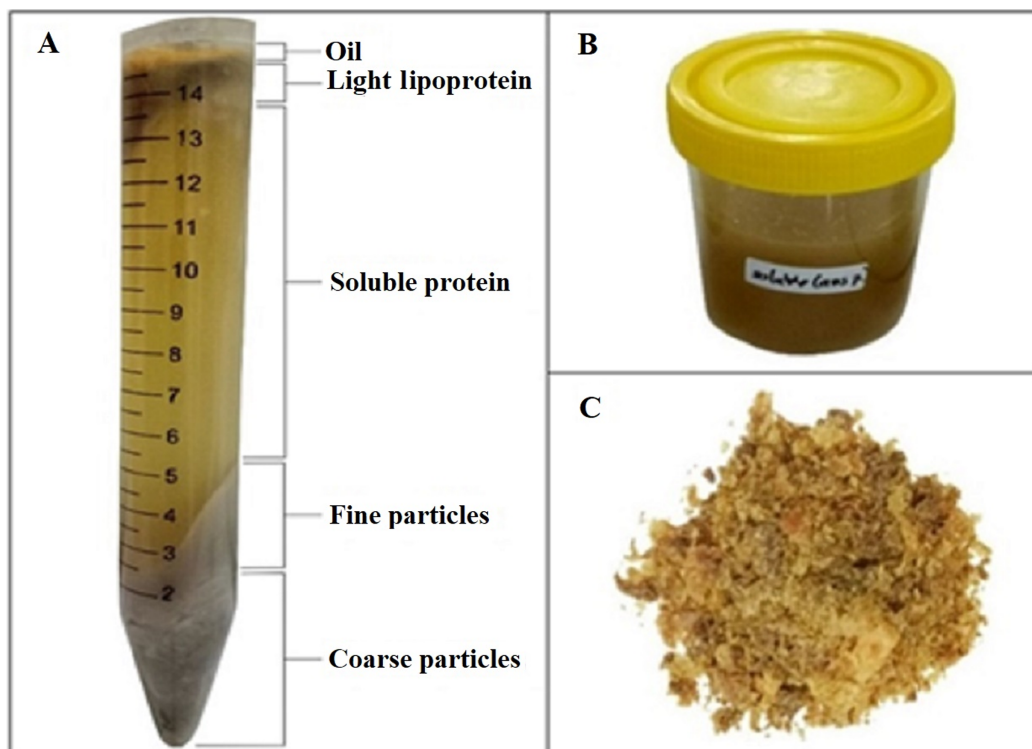 A
Oil
Light lipoprotein
14
13
12
11
10
9
8
7
6
5
4
3
2
Soluble protein
Fine particles
Coarse particles
B
C